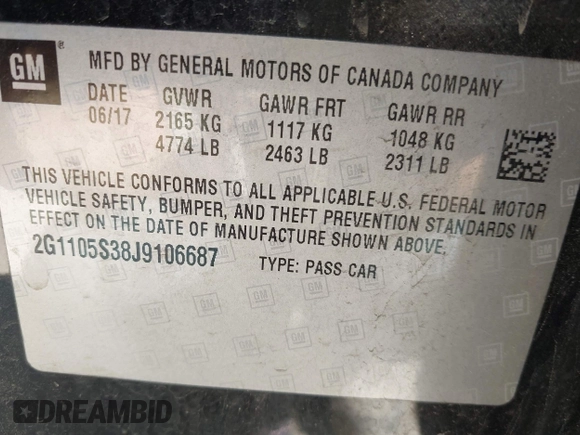 GM ® MFD BY GENERAL MOTORS OF CANADA COMPANY
DATE GVWR GAWR FRT GAWR RR
06/17 2165 KG 1117 KG 1048 KG
4774 LB 2463 LB 2311 LB
THIS VEHICLE CONFORMS TO ALL APPLICABLE U.S. FEDERAL MOTOR
VEHICLE SAFETY, BUMPER, AND THEFT PREVENTION STANDARDS IN
EFFECT ON THE DATE OF MANUFACTURE SHOWN ABOVE.
2G1105S38J9106687 TYPE: PASS CAR
DREAMBID